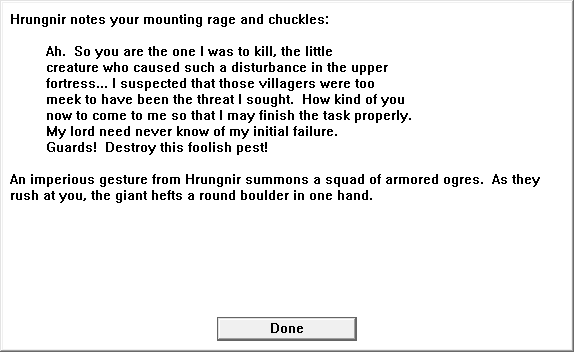 Hrungnir notes your mounting rage and chuckles:
Ah.  So you are the one I was to kill, the little
creature who caused such a disturbance in the upper
fortress... I suspected that those villagers were too
meek to have been the threat I sought.  How kind of you
now to come to me so that I may finish the task properly.
My lord need never know of my initial failure.
Guards!  Destroy this foolish pest!
An imperious gesture from Hrungnir summons a squad of armored ogres.  As they
rush at you, the giant hefts a round boulder in one hand.
Done